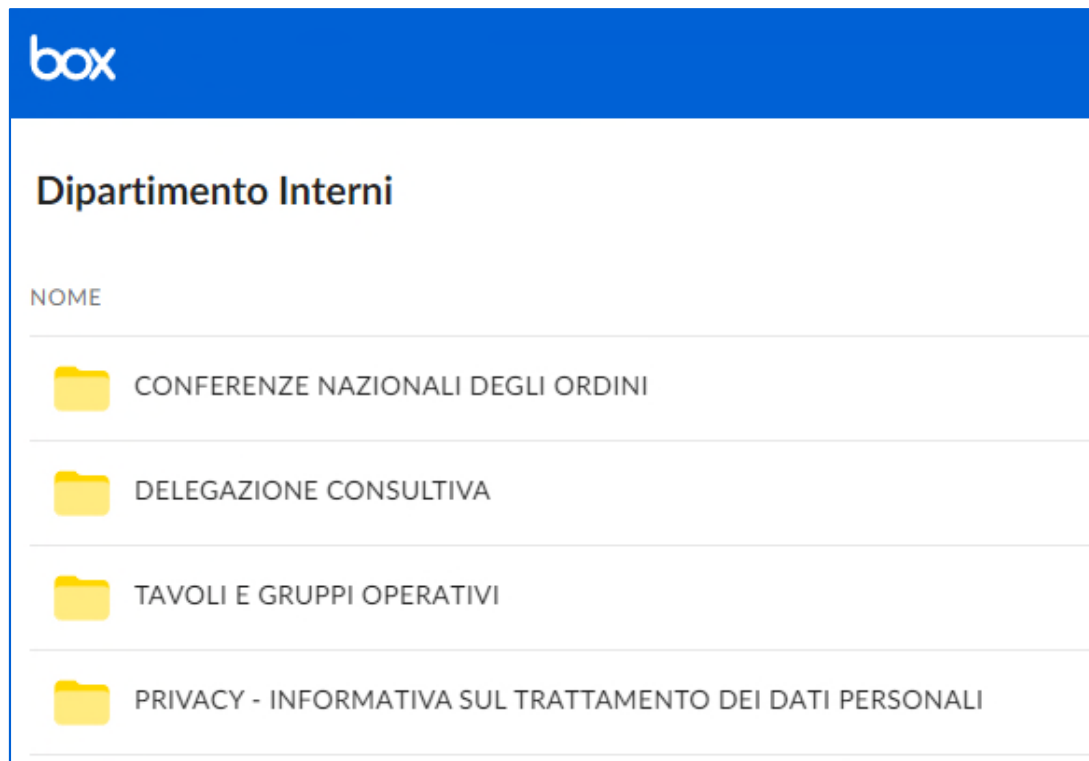 box
Dipartimento Interni
NOME
CONFERENZE NAZIONALI DEGLI ORDINI
DELEGAZIONE CONSULTIVA
TAVOLI E GRUPPI OPERATIVI
PRIVACY - INFORMATIVA SUL TRATTAMENTO DEI DATI PERSONALI